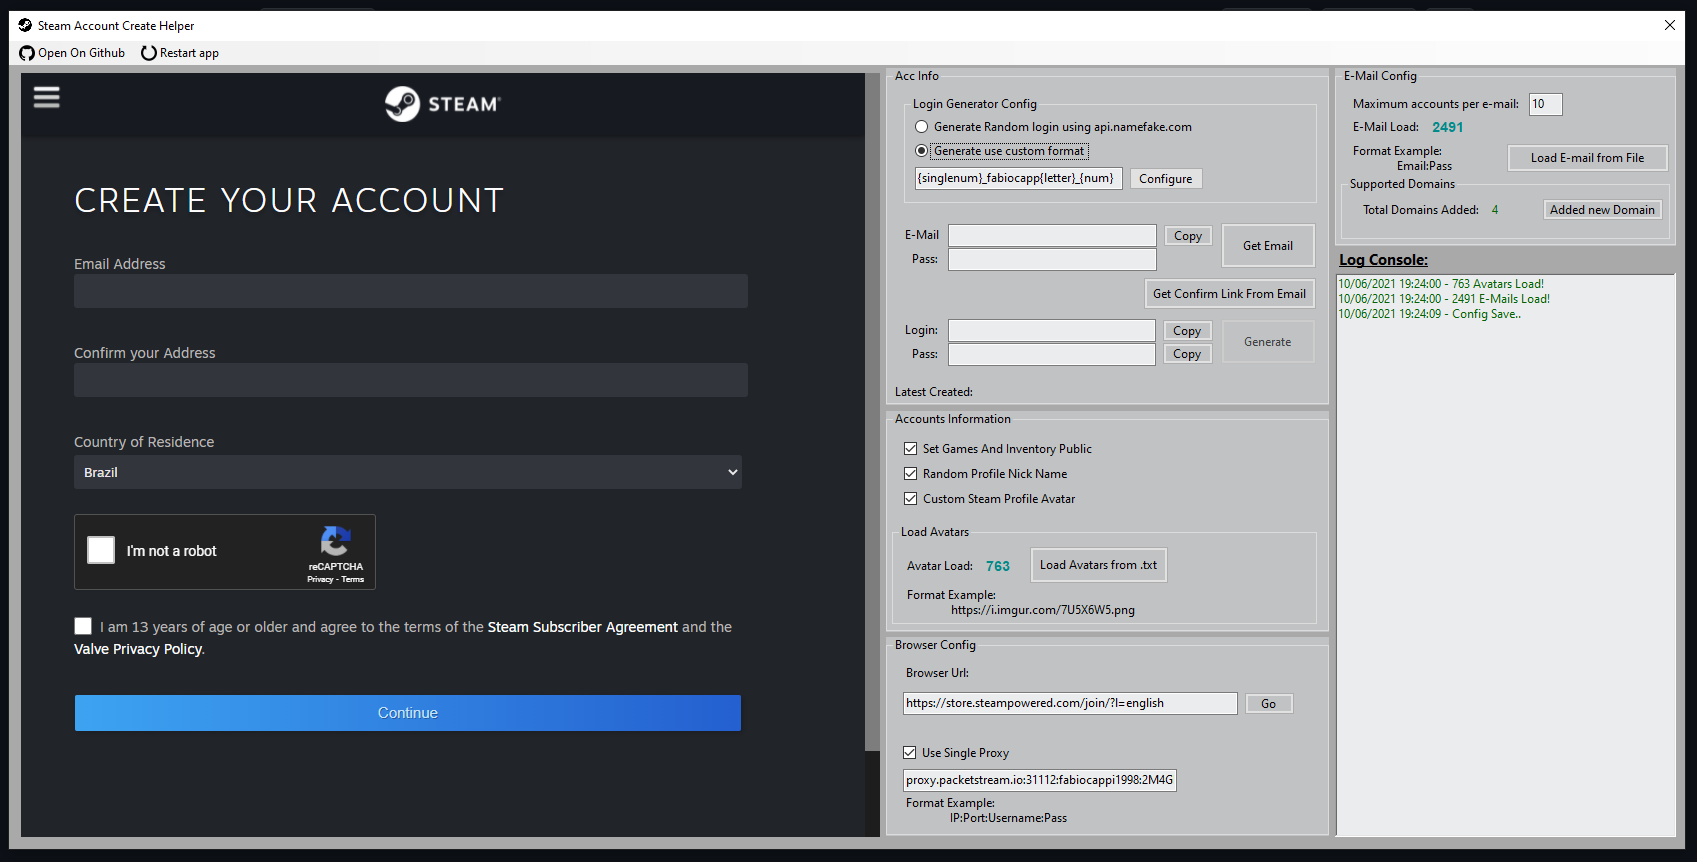 Steam Account Create Helper
Open On Github
Restart app
STEAM
CREATE YOUR ACCOUNT
Email Address
Confirm your Address
Country of Residence
Brazil
I'm not a robot
reCAPTCHA
Privacy - Terms
I am 13 years of age or older and agree to the terms of the Steam Subscriber Agreement and the
Valve Privacy Policy.
Continue
Acc Info
Login Generator Config
Generate Random login using api.namefake.com
Generate use custom format
{singlenum}_fabiocapp{letter}_{num}
Configure
E-Mail
Copy
Get Email
Pass:
Get Confirm Link From Email
Login:
Copy
Generate
Pass:
Copy
Latest Created:
Accounts Information
Set Games And Inventory Public
Random Profile Nick Name
Custom Steam Profile Avatar
Load Avatars
Avatar Load: 763
Load Avatars from .txt
Format Example:
https://i.imgur.com/7U5X6W5.png
Browser Config
Browser Url:
https://store.steampowered.com/join/?l=english
Go
Use Single Proxy
proxy.packetstream.io:31112:fabiocappi1998:2M4G
Format Example:
IP:Port:Username:Pass
E-Mail Config
Maximum accounts per e-mail: 10
E-Mail Load: 2491
Format Example:
Email:Pass
Load E-mail from File
Supported Domains
Total Domains Added: 4
Added new Domain
Log Console:
10/06/2021 19:24:00 - 763 Avatars Load!
10/06/2021 19:24:00 - 2491 E-Mails Load!
10/06/2021 19:24:09 - Config Save..